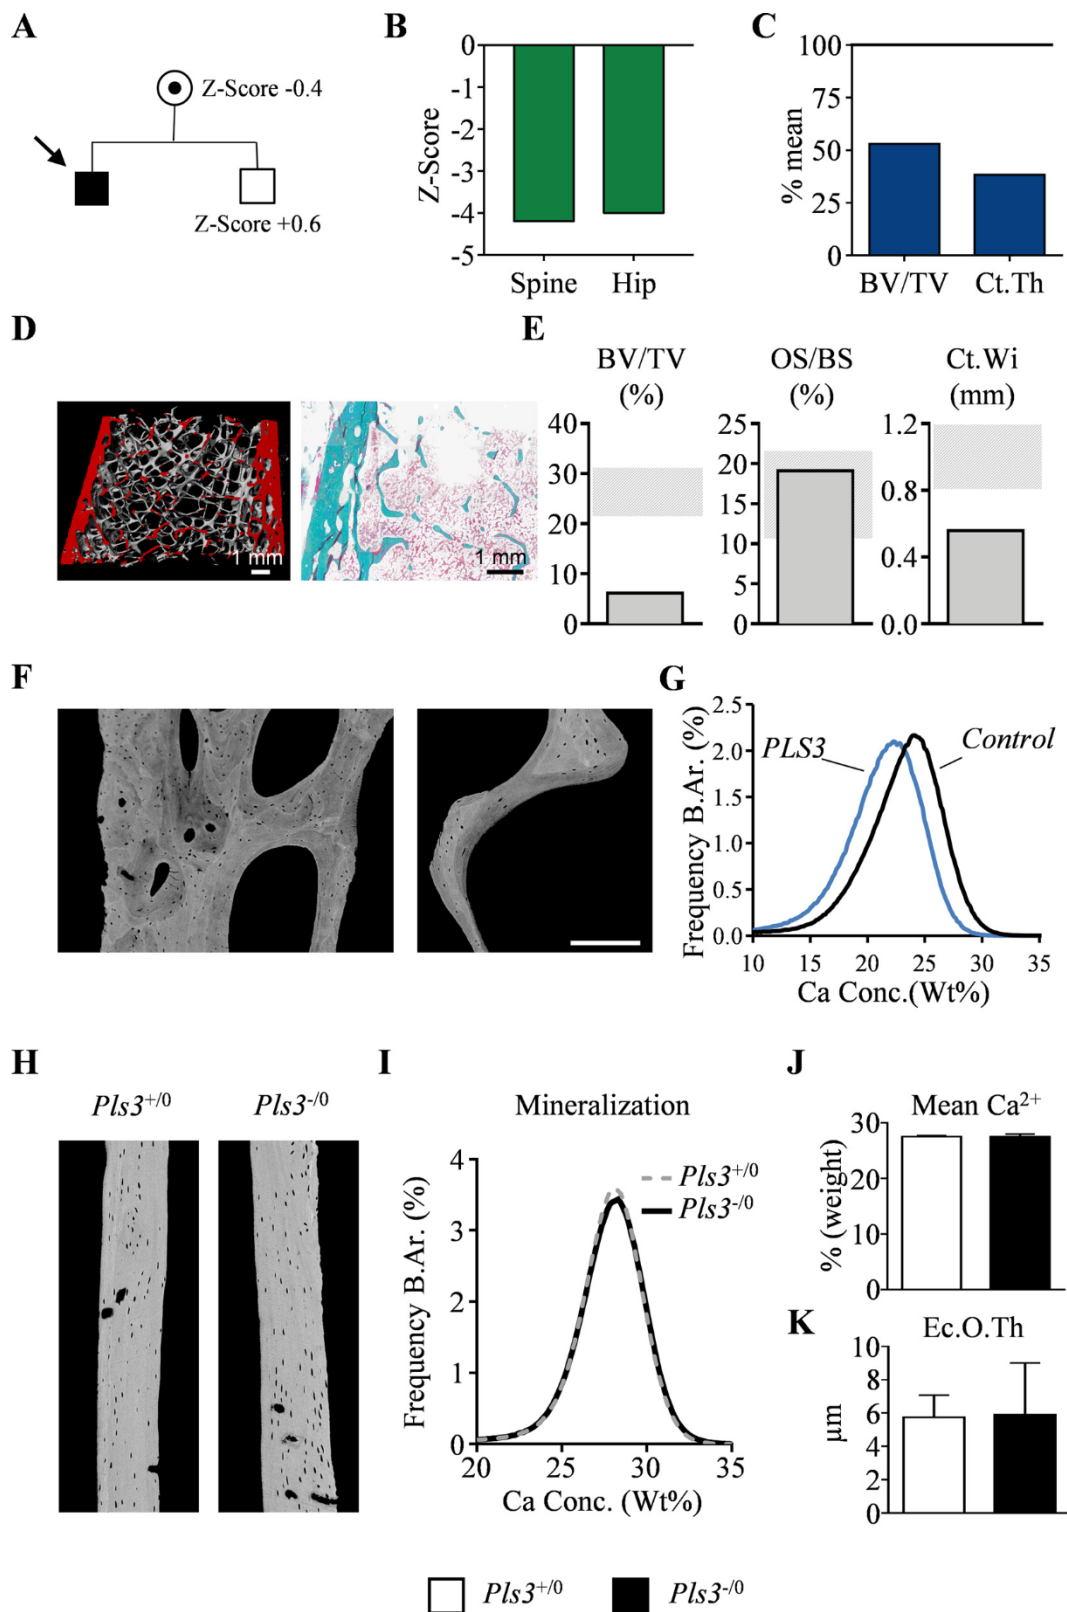 A
Z-Score -0.4
Z-Score +0.6
B
Z-Score
0
-1
-2
-3
-4
-5
Spine Hip
C
% mean
100
75
50
25
0
BV/TV Ct.Th
D
1 mm
1 mm
E
BV/TV
(%)
40
30
20
10
0
OS/BS
(%)
25
20
15
10
5
0
Ct.Wi
(mm)
1.2
0.8
0.4
0.0
F
G
Frequency B.Ar. (%)
2.5
2.0
1.5
1.0
0.5
0.0
PLS3
Control
10 15 20 25 30 35
Ca Conc.(Wt%)
H
Pls3+/0
Pls3-/0
I
Mineralization
Frequency B.Ar. (%)
4
3
2
1
0
Pls3+/0
Pls3-/0
20 25 30 35
Ca Conc. (Wt%)
J
Mean Ca2+
% (weight)
30
20
10
0
K
Ec.O.Th
µm
10
8
6
4
2
0
Pls3+/0
Pls3-/0